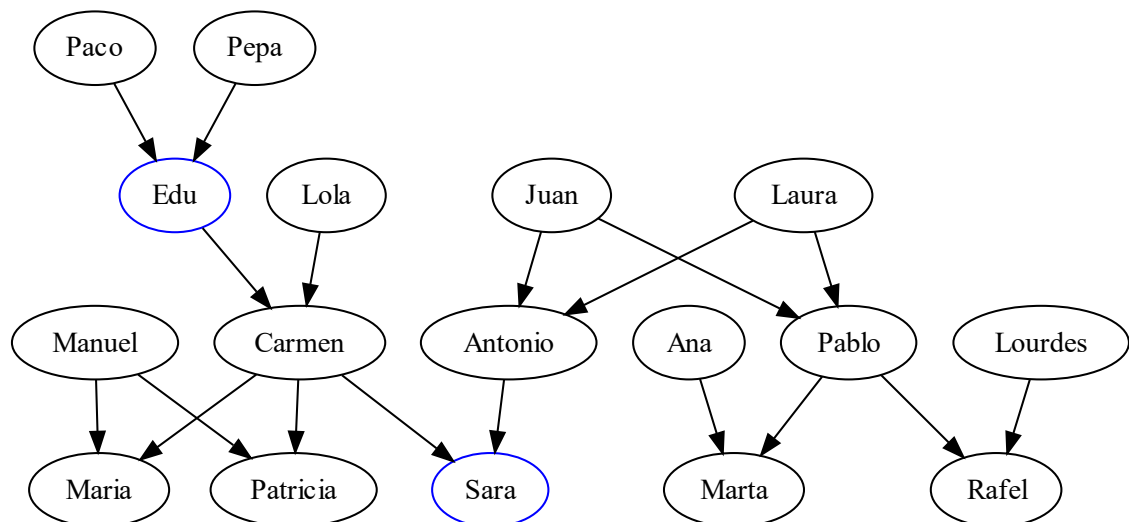 Paco
Pepa
Edu
Lola
Juan
Laura
Manuel
Carmen
Antonio
Ana
Pablo
Lourdes
Maria
Patricia
Sara
Marta
Rafel